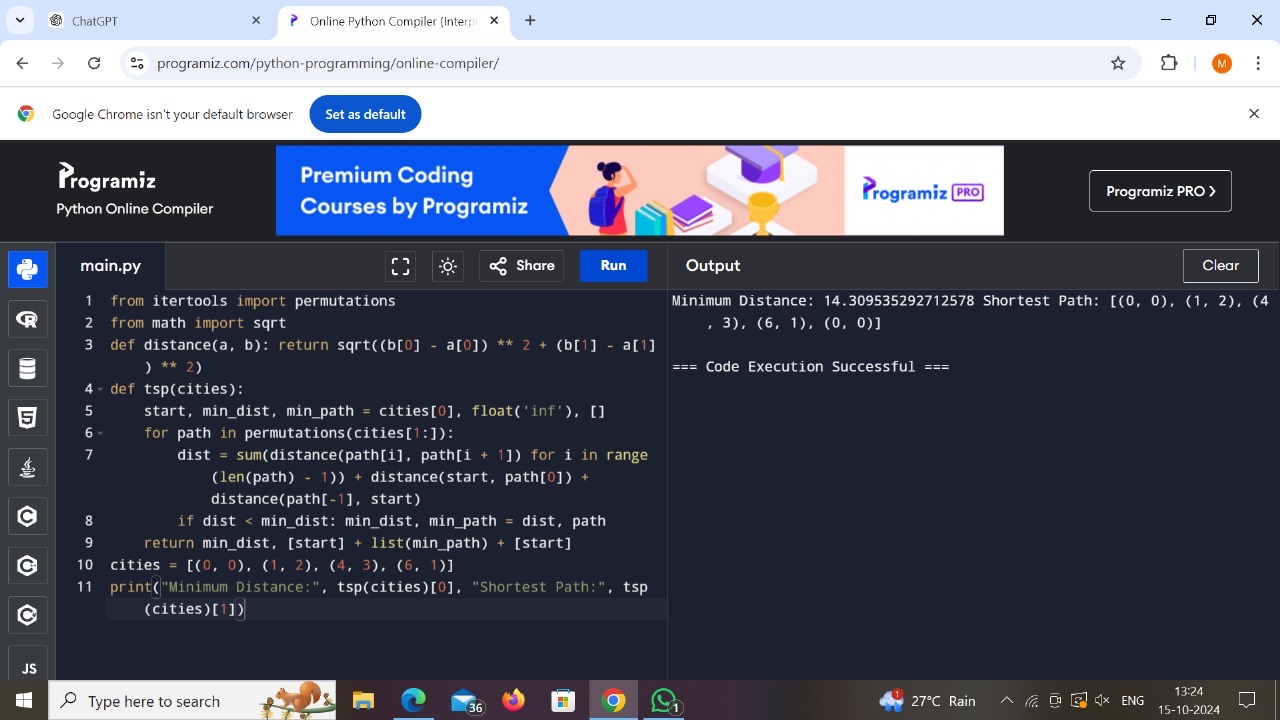 ChatGPT
Online Python Compiler (Interp
programiz.com/python-programming/online-compiler/
M
Google Chrome isn't your default browser
Set as default
Programiz
Python Online Compiler
Premium Coding
Courses by Programiz
Programiz PRO
Programiz PRO
main.py
Share
Run
Output
Clear
1 from itertools import permutations
2 from math import sqrt
3 def distance(a, b): return sqrt((b[0] - a[0]) ** 2 + (b[1] - a[1]
) ** 2)
4 def tsp(cities):
5 start, min_dist, min_path = cities[0], float('inf'), []
6 for path in permutations(cities[1:]):
7 dist = sum(distance(path[i], path[i + 1]) for i in range
(len(path) - 1)) + distance(start, path[0]) +
distance(path[-1], start)
8 if dist < min_dist: min_dist, min_path = dist, path
9 return min_dist, [start] + list(min_path) + [start]
10 cities = [(0, 0), (1, 2), (4, 3), (6, 1)]
11 print("Minimum Distance:", tsp(cities)[0], "Shortest Path:", tsp
(cities)[1])
Minimum Distance: 14.309535292712578 Shortest Path: [(0, 0), (1, 2), (4
, 3), (6, 1), (0, 0)]
=== Code Execution Successful ===
JS
Type here to search
36
1
1
27°C Rain
ENG
13:24
15-10-2024